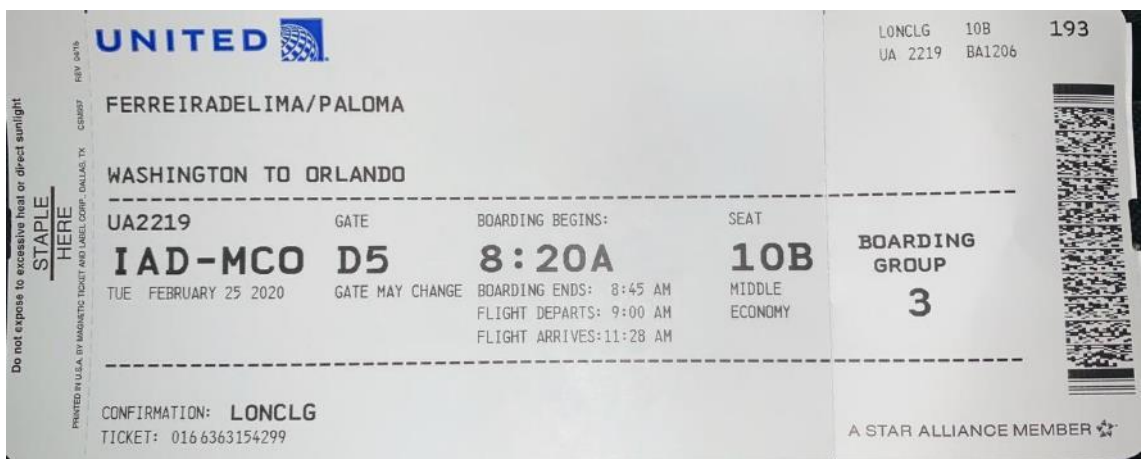 UNITED
LONCLG 10B 193
UA 2219 BA1206
FERREIRADELIMA/PALOMA
WASHINGTON TO ORLANDO
UA2219 GATE BOARDING BEGINS: SEAT
IAD-MCO D5 8:20A 10B
TUE FEBRUARY 25 2020 GATE MAY CHANGE BOARDING ENDS: 8:45 AM MIDDLE
FLIGHT DEPARTS: 9:00 AM ECONOMY
FLIGHT ARRIVES:11:28 AM
BOARDING
GROUP
3
CONFIRMATION: LONCLG
TICKET: 0166363154299
A STAR ALLIANCE MEMBER
Do not expose to excessive heat or direct sunlight
STAPLE
HERE
PRINTED IN U.S.A. BY MAGNETIC TICKET AND LABEL CORP., DALLAS, TX CSM997 REV